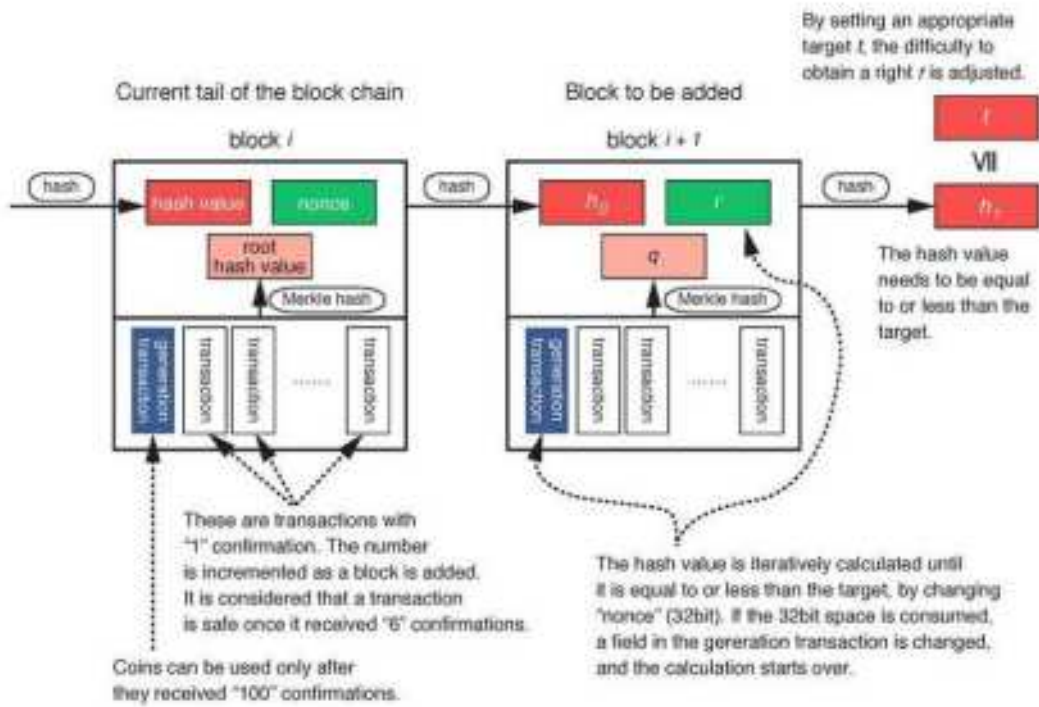 By setting an appropriate
target t, the difficulty to
obtain a right r is adjusted.
Current tail of the block chain
Block to be added
block i
block i + 1
t
VII
hash
hash value
nonce
hash
h0
r
hash
h1
root
hash value
q
The hash value
needs to be equal
to or less than the
target.
Merkle hash
Merkle hash
generation
transaction
transaction
transaction
......
transaction
generation
transaction
transaction
transaction
......
transaction
These are transactions with
"1" confirmation. The number
is incremented as a block is added.
It is considered that a transaction
is safe once it received "6" confirmations.
The hash value is iteratively calculated until
it is equal to or less than the target, by changing
"nonce" (32bit). If the 32bit space is consumed,
a field in the gereration transaction is changed,
and the calculation starts over.
Coins can be used only after
they received "100" confirmations.